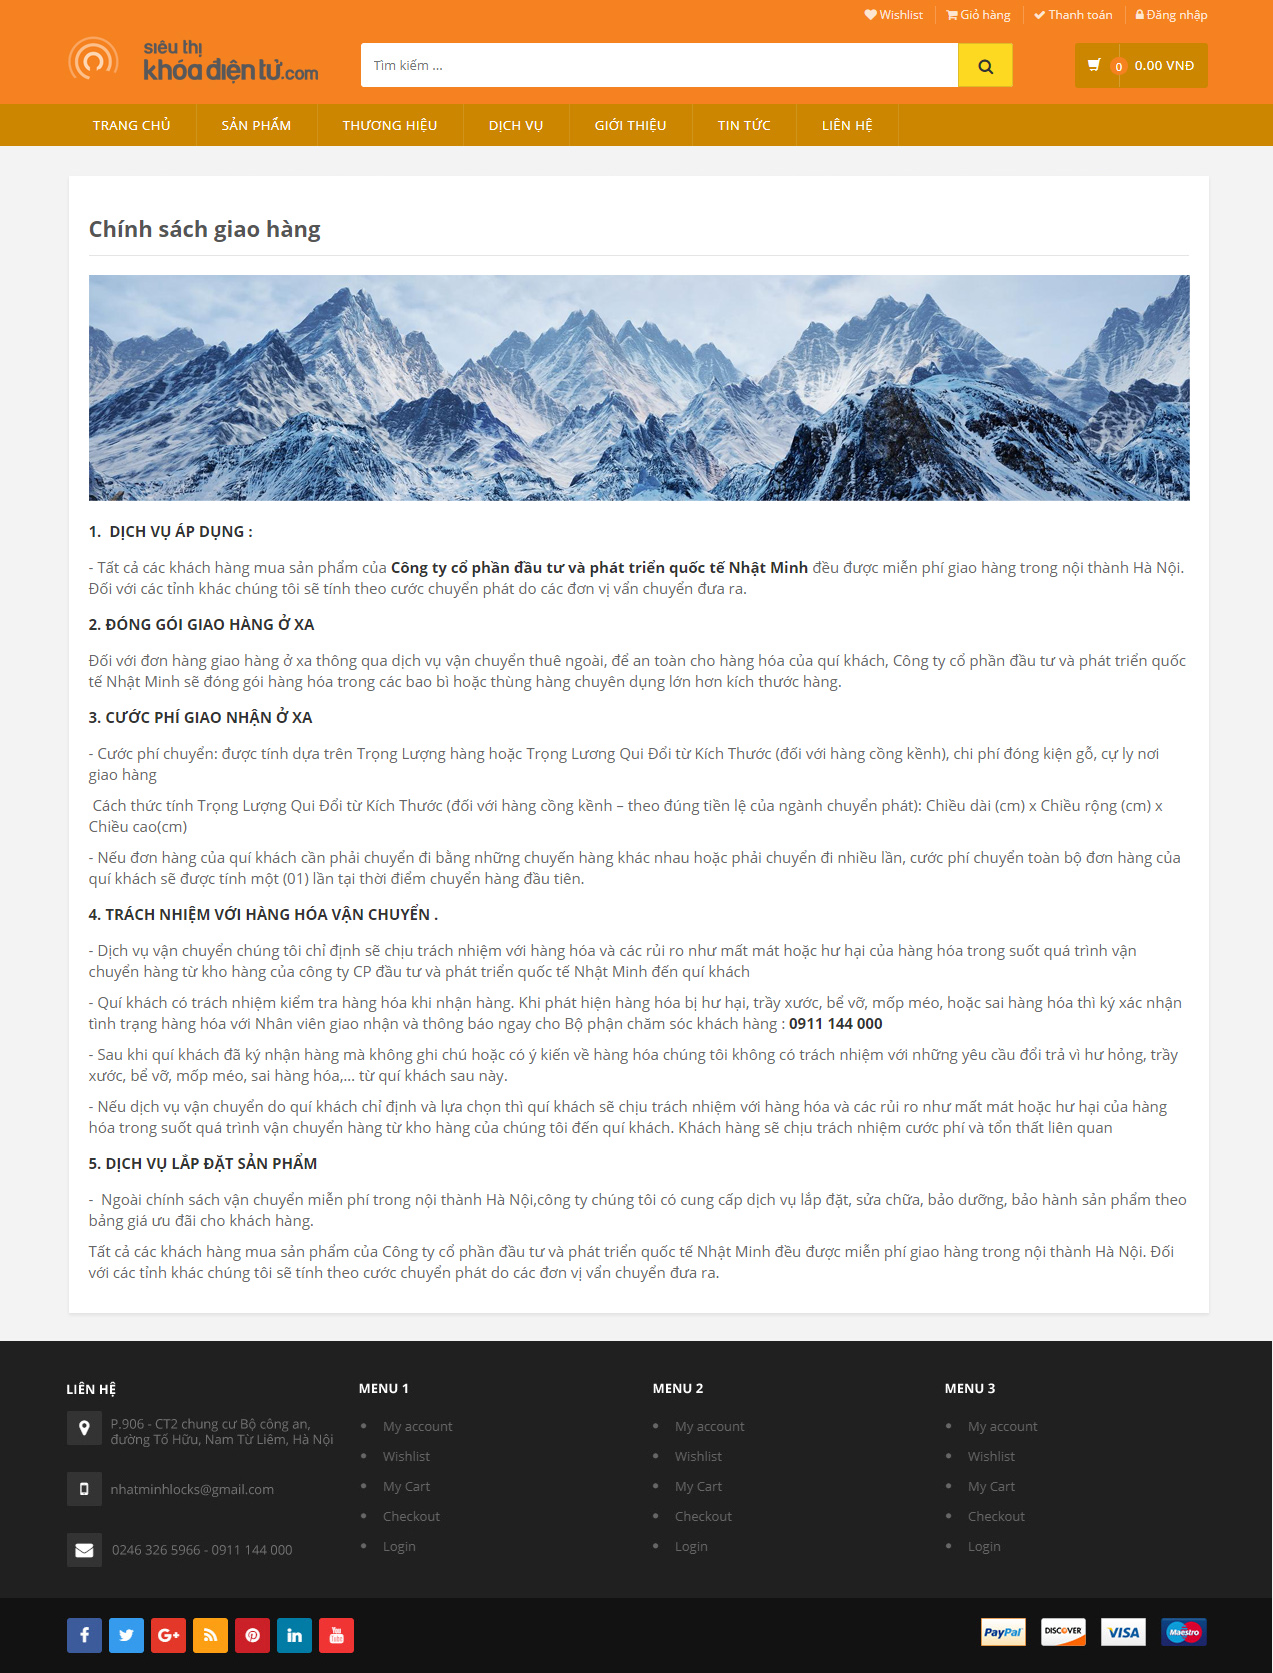 Wishlist Giỏ hàng Thanh toán Đăng nhập
siêu thị
khóa điện tử.com
Tìm kiếm ...
0 0.00 VNĐ
TRANG CHỦ SẢN PHẨM THƯƠNG HIỆU DỊCH VỤ GIỚI THIỆU TIN TỨC LIÊN HỆ
Chính sách giao hàng
1. DỊCH VỤ ÁP DỤNG :
- Tất cả các khách hàng mua sản phẩm của Công ty cổ phần đầu tư và phát triển quốc tế Nhật Minh đều được miễn phí giao hàng trong nội thành Hà Nội.
Đối với các tỉnh khác chúng tôi sẽ tính theo cước chuyển phát do các đơn vị vẩn chuyển đưa ra.
2. ĐÓNG GÓI GIAO HÀNG Ở XA
Đối với đơn hàng giao hàng ở xa thông qua dịch vụ vận chuyển thuê ngoài, để an toàn cho hàng hóa của quí khách, Công ty cổ phần đầu tư và phát triển quốc
tế Nhật Minh sẽ đóng gói hàng hóa trong các bao bì hoặc thùng hàng chuyên dụng lớn hơn kích thước hàng.
3. CƯỚC PHÍ GIAO NHẬN Ở XA
- Cước phí chuyển: được tính dựa trên Trọng Lượng hàng hoặc Trọng Lương Qui Đổi từ Kích Thước (đối với hàng cồng kềnh), chi phí đóng kiện gỗ, cự ly nơi
giao hàng
Cách thức tính Trọng Lượng Qui Đổi từ Kích Thước (đối với hàng cồng kềnh – theo đúng tiền lệ của ngành chuyển phát): Chiều dài (cm) x Chiều rộng (cm) x
Chiều cao(cm)
- Nếu đơn hàng của quí khách cần phải chuyển đi bằng những chuyến hàng khác nhau hoặc phải chuyển đi nhiều lần, cước phí chuyển toàn bộ đơn hàng của
quí khách sẽ được tính một (01) lần tại thời điểm chuyển hàng đầu tiên.
4. TRÁCH NHIỆM VỚI HÀNG HÓA VẬN CHUYỂN .
- Dịch vụ vận chuyển chúng tôi chỉ định sẽ chịu trách nhiệm với hàng hóa và các rủi ro như mất mát hoặc hư hại của hàng hóa trong suốt quá trình vận
chuyển hàng từ kho hàng của công ty CP đầu tư và phát triển quốc tế Nhật Minh đến quí khách
- Quí khách có trách nhiệm kiểm tra hàng hóa khi nhận hàng. Khi phát hiện hàng hóa bị hư hại, trầy xước, bể vỡ, mốp méo, hoặc sai hàng hóa thì ký xác nhận
tình trạng hàng hóa với Nhân viên giao nhận và thông báo ngay cho Bộ phận chăm sóc khách hàng : 0911 144 000
- Sau khi quí khách đã ký nhận hàng mà không ghi chú hoặc có ý kiến về hàng hóa chúng tôi không có trách nhiệm với những yêu cầu đổi trả vì hư hỏng, trầy
xước, bể vỡ, mốp méo, sai hàng hóa,... từ quí khách sau này.
- Nếu dịch vụ vận chuyển do quí khách chỉ định và lựa chọn thì quí khách sẽ chịu trách nhiệm với hàng hóa và các rủi ro như mất mát hoặc hư hại của hàng
hóa trong suốt quá trình vận chuyển hàng từ kho hàng của chúng tôi đến quí khách. Khách hàng sẽ chịu trách nhiệm cước phí và tổn thất liên quan
5. DỊCH VỤ LẮP ĐẶT SẢN PHẨM
- Ngoài chính sách vận chuyển miễn phí trong nội thành Hà Nội,công ty chúng tôi có cung cấp dịch vụ lắp đặt, sửa chữa, bảo dưỡng, bảo hành sản phẩm theo
bảng giá ưu đãi cho khách hàng.
Tất cả các khách hàng mua sản phẩm của Công ty cổ phần đầu tư và phát triển quốc tế Nhật Minh đều được miễn phí giao hàng trong nội thành Hà Nội. Đối
với các tỉnh khác chúng tôi sẽ tính theo cước chuyển phát do các đơn vị vẩn chuyển đưa ra.
LIÊN HỆ
P.906 - CT2 chung cư Bộ công an,
đường Tố Hữu, Nam Từ Liêm, Hà Nội
nhatminhlocks@gmail.com
0246 326 5966 - 0911 144 000
MENU 1
My account
Wishlist
My Cart
Checkout
Login
MENU 2
My account
Wishlist
My Cart
Checkout
Login
MENU 3
My account
Wishlist
My Cart
Checkout
Login
f G+ in You Tube
PayPal DISCOVER VISA Maestro